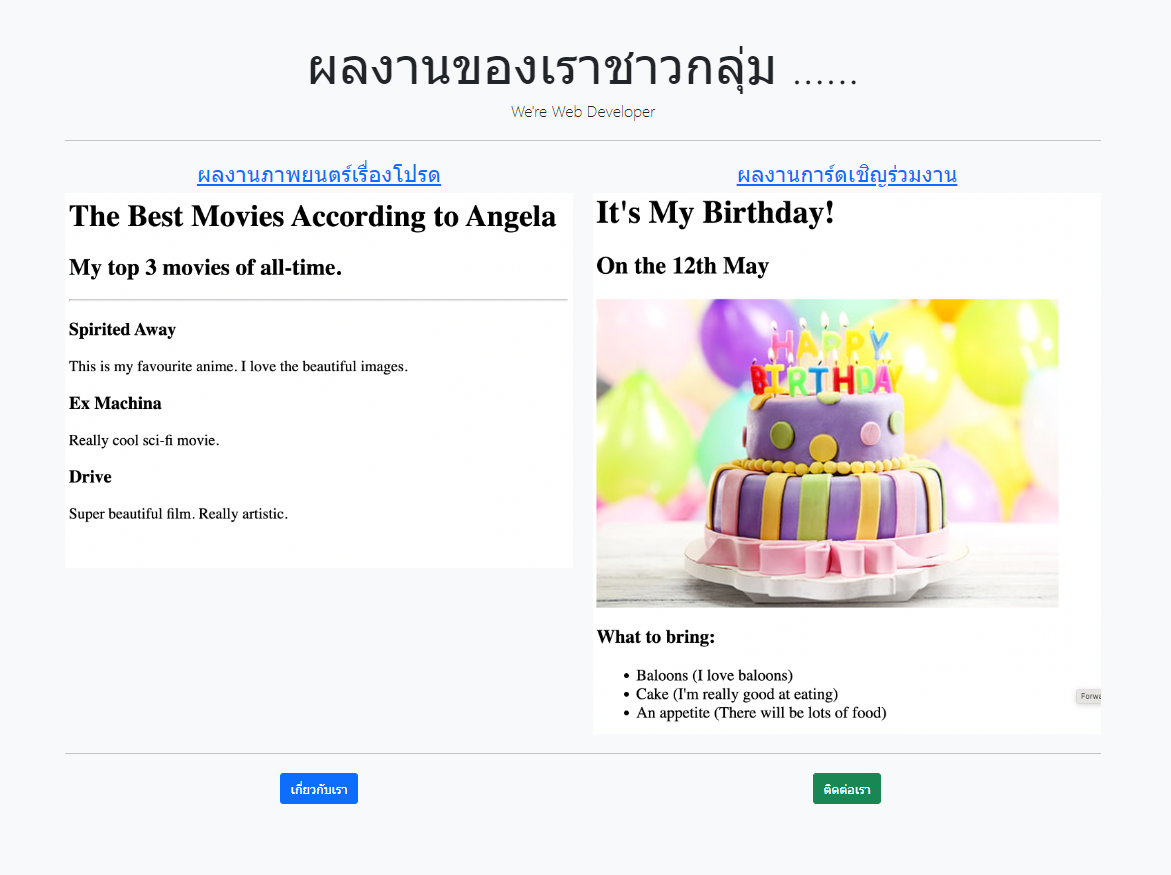 ผลงานของเราชาวกลุ่ม ......
We're Web Developer
ผลงานภาพยนตร์เรื่องโปรด
The Best Movies According to Angela
My top 3 movies of all-time.
Spirited Away
This is my favourite anime. I love the beautiful images.
Ex Machina
Really cool sci-fi movie.
Drive
Super beautiful film. Really artistic.
ผลงานการ์ดเชิญร่วมงาน
It's My Birthday!
On the 12th May
HAPPY
BIRTHDAY
What to bring:
• Baloons (I love baloons)
• Cake (I'm really good at eating)
• An appetite (There will be lots of food)
เกี่ยวกับเรา
ติดต่อเรา